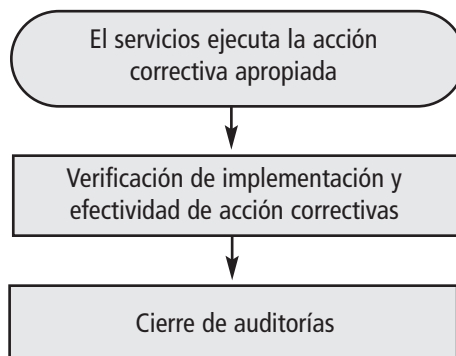 El servicios ejecuta la acción
correctiva apropiada
Verificación de implementación y
efectividad de acción correctivas
Cierre de auditorías